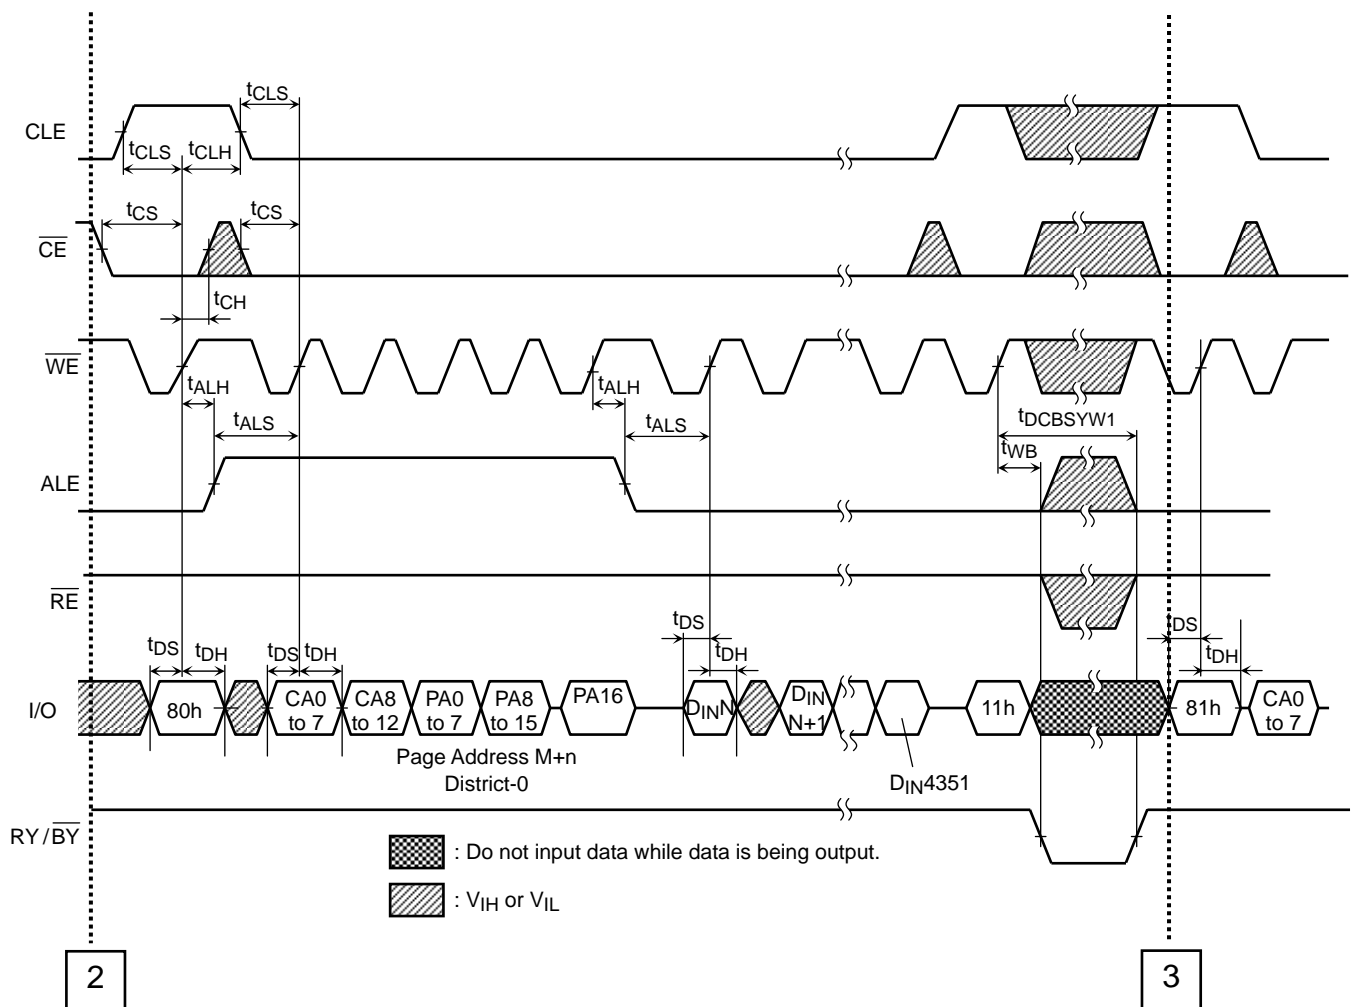 CLE
tCLS
tCLS
tCLH
CE
tCS
tCS
tCH
WE
tALH
tALS
tALH
tALS
tDCBSYW1
tWB
ALE
RE
I/O
tDS
tDH
tDS
tDH
tDS
tDH
tDS
tDH
80h
CA0
to 7
CA8
to 12
PA0
to 7
PA8
to 15
PA16
DINN
DIN
N+1
11h
81h
CA0
to 7
Page Address M+n
District-0
DIN4351
RY/BY
: Do not input data while data is being output.
: VIH or VIL
2
3